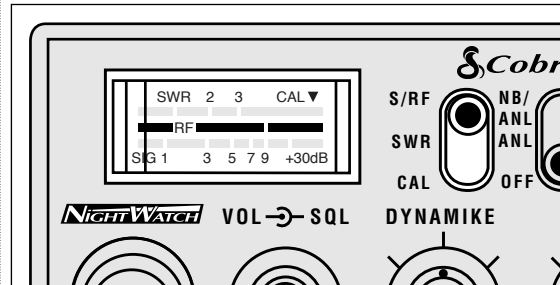 Cobr
SWR 2 3 CAL▼
RF
SIG 1 3 5 7 9 +30dB
S/RF
SWR
CAL
NB/
ANL
ANL
OFF
NIGHTWATCH
VOL SQL
DYNAMIKE